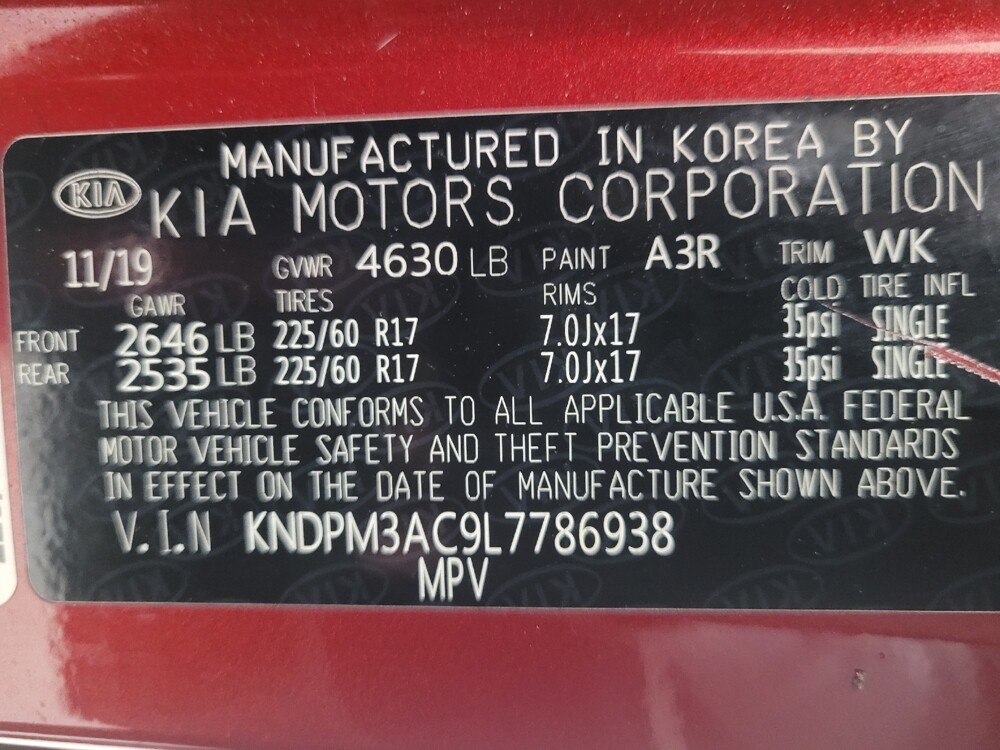 MANUFACTURED IN KOREA BY
KIA KIA MOTORS CORPORATION
11/19 GVWR 4630 LB PAINT A3R TRIM WK
GAWR TIRES RIMS COLD TIRE INFL
FRONT 2646 LB 225/60 R17 7.0Jx17 35psi SINGLE
REAR 2535 LB 225/60 R17 7.0Jx17 35psi SINGLE
THIS VEHICLE CONFORMS TO ALL APPLICABLE U.S.A. FEDERAL
MOTOR VEHICLE SAFETY AND THEFT PREVENTION STANDARDS
IN EFFECT ON THE DATE OF MANUFACTURE SHOWN ABOVE.
V.I.N KNDPM3AC9L7786938
MPV